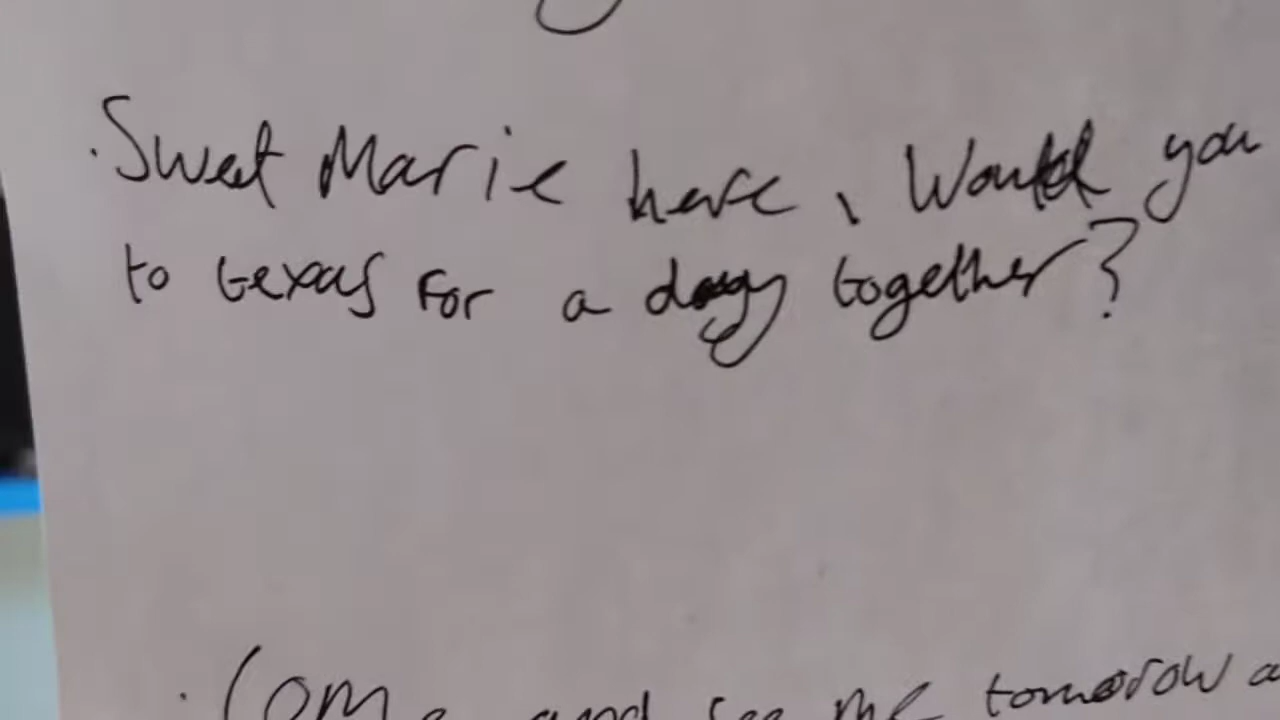 . Sweet Marie here, Would you
to texas For a day together?
. Come and see me tomorrow a